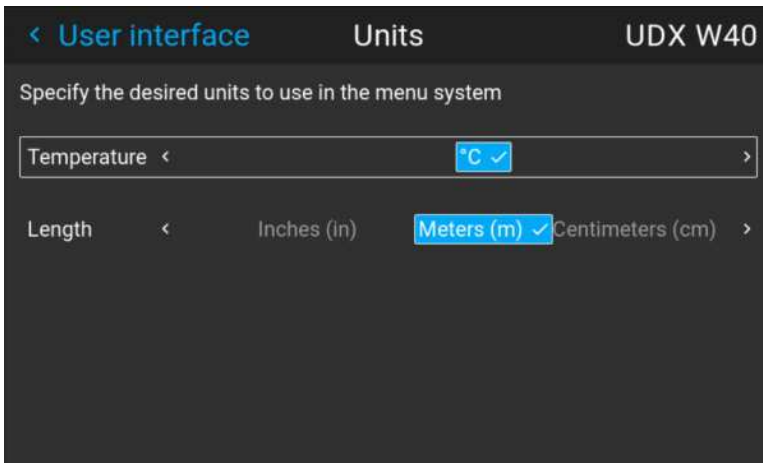 < User interface Units UDX W40
Specify the desired units to use in the menu system
Temperature < °C ✓ >
Length < Inches (in) Meters (m) ✓ Centimeters (cm) >